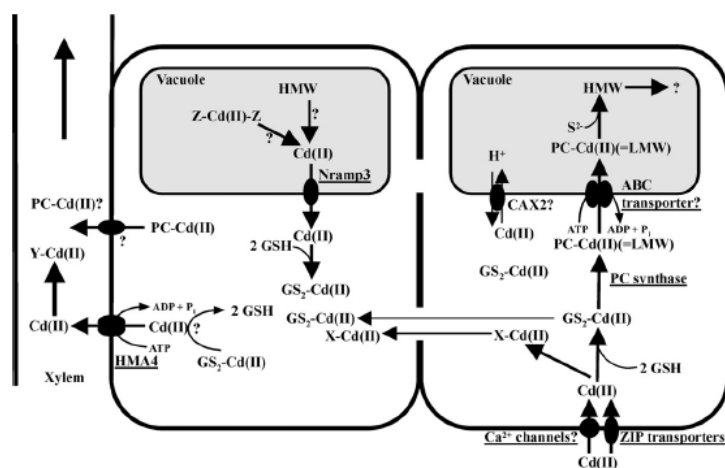 Vacuole
HMW
?
Z-Cd(II)-Z
?
Cd(II)
Nramp3
Cd(II)
2 GSH
GS2-Cd(II)
PC-Cd(II)?
PC-Cd(II)
?
Y-Cd(II)
Cd(II)
ADP + Pi
Cd(II)
?
2 GSH
ATP
HMA4
GS2-Cd(II)
Xylem
GS2-Cd(II)
X-Cd(II)
Vacuole
HMW
?
S2-
PC-Cd(II)(=LMW)
H+
CAX2?
Cd(II)
ABC
transporter?
ATP
ADP + Pi
PC-Cd(II)(=LMW)
GS2-Cd(II)
PC synthase
GS2-Cd(II)
X-Cd(II)
2 GSH
Cd(II)
Ca2+ channels?
ZIP transporters
Cd(II)